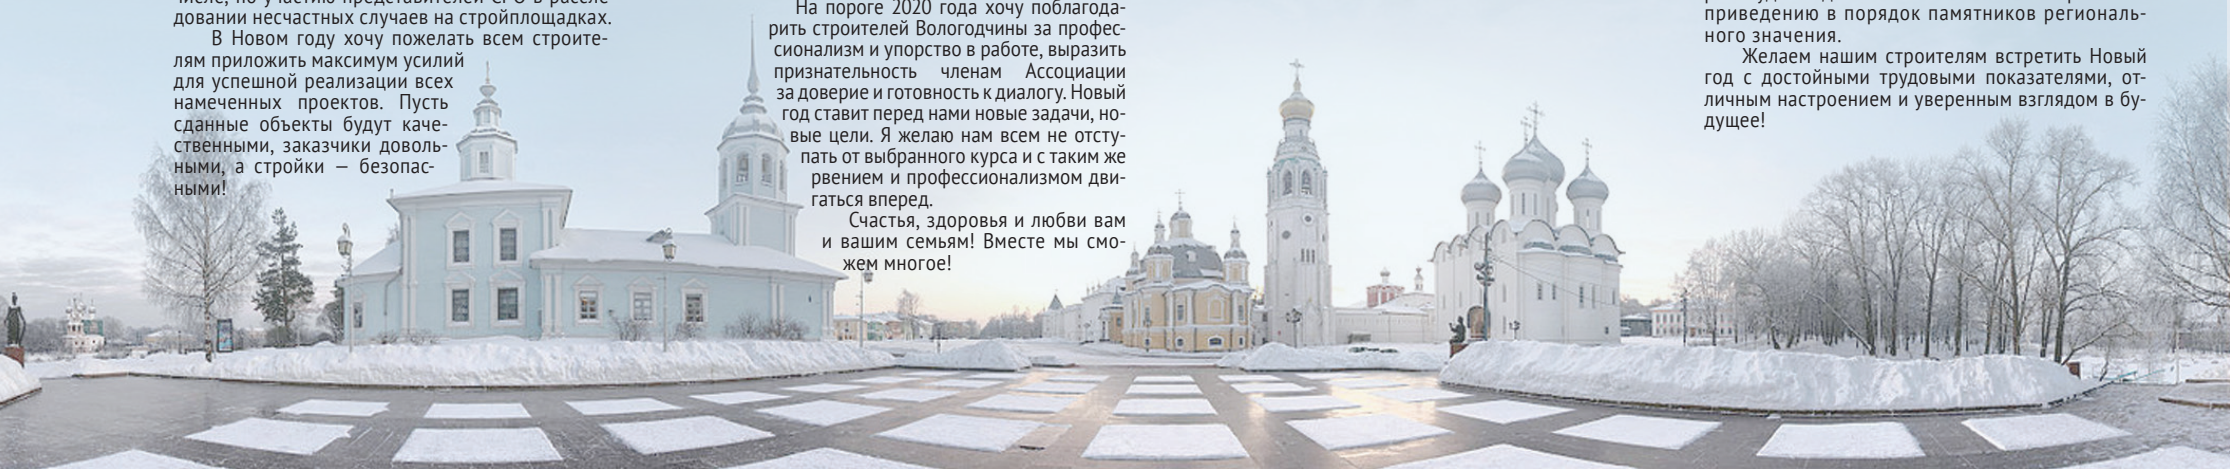 числе, по участию представителей СРО в рассле-
довании несчастных случаев на стройплощадках.
В Новом году хочу пожелать всем строите-
лям приложить максимум усилий
для успешной реализации всех
намеченных проектов. Пусть
сданные объекты будут каче-
ственными, заказчики доволь-
ными, а стройки — безопас-
ными!
На пороге 2020 года хочу поблагода-
рить строителей Вологодчины за профес-
сионализм и упорство в работе, выразить
признательность членам Ассоциации
за доверие и готовность к диалогу. Новый
год ставит перед нами новые задачи, но-
вые цели. Я желаю нам всем не отсту-
пать от выбранного курса и с таким же
рвением и профессионализмом дви-
гаться вперед.
Счастья, здоровья и любви вам
и вашим семьям! Вместе мы смо-
жем многое!
приведению в порядок памятников региональ-
ного значения.
Желаем нашим строителям встретить Новый
год с достойными трудовыми показателями, от-
личным настроением и уверенным взглядом в бу-
дущее!